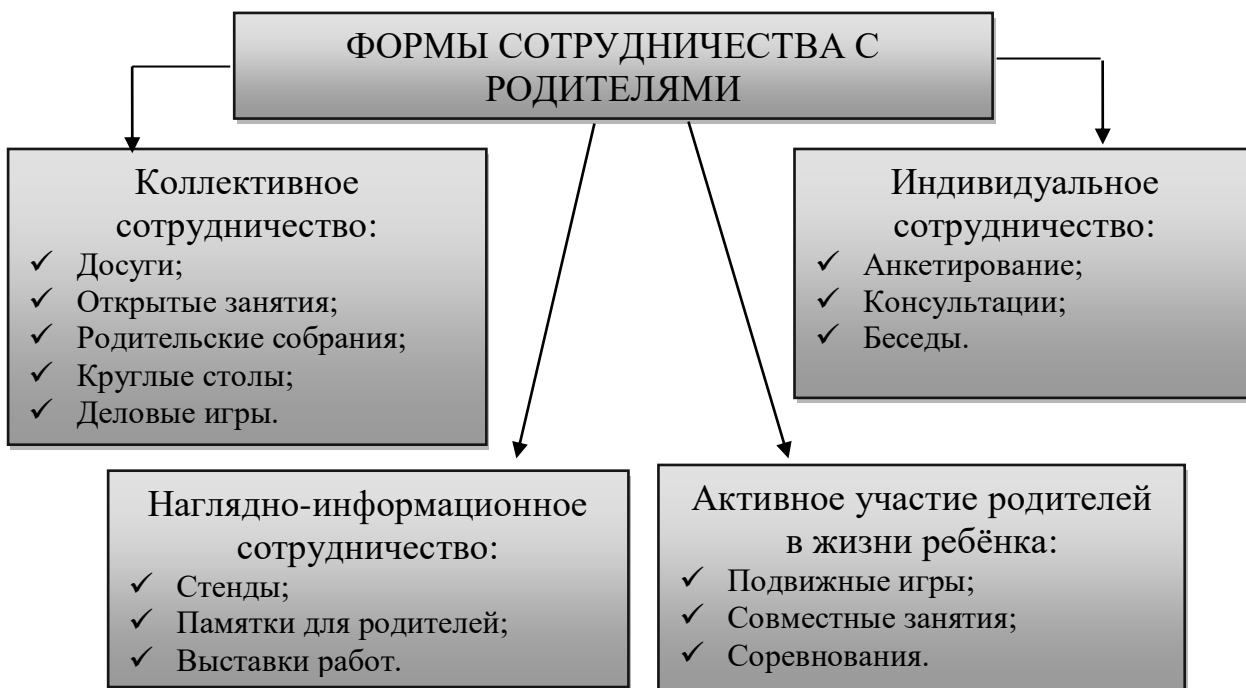 ФОРМЫ СОТРУДНИЧЕСТВА С
РОДИТЕЛЯМИ
Коллективное
сотрудничество:
✓ Досуги;
✓ Открытые занятия;
✓ Родительские собрания;
✓ Круглые столы;
✓ Деловые игры.
Индивидуальное
сотрудничество:
✓ Анкетирование;
✓ Консультации;
✓ Беседы.
Наглядно-информационное
сотрудничество:
✓ Стенды;
✓ Памятки для родителей;
✓ Выставки работ.
Активное участие родителей
в жизни ребёнка:
✓ Подвижные игры;
✓ Совместные занятия;
✓ Соревнования.